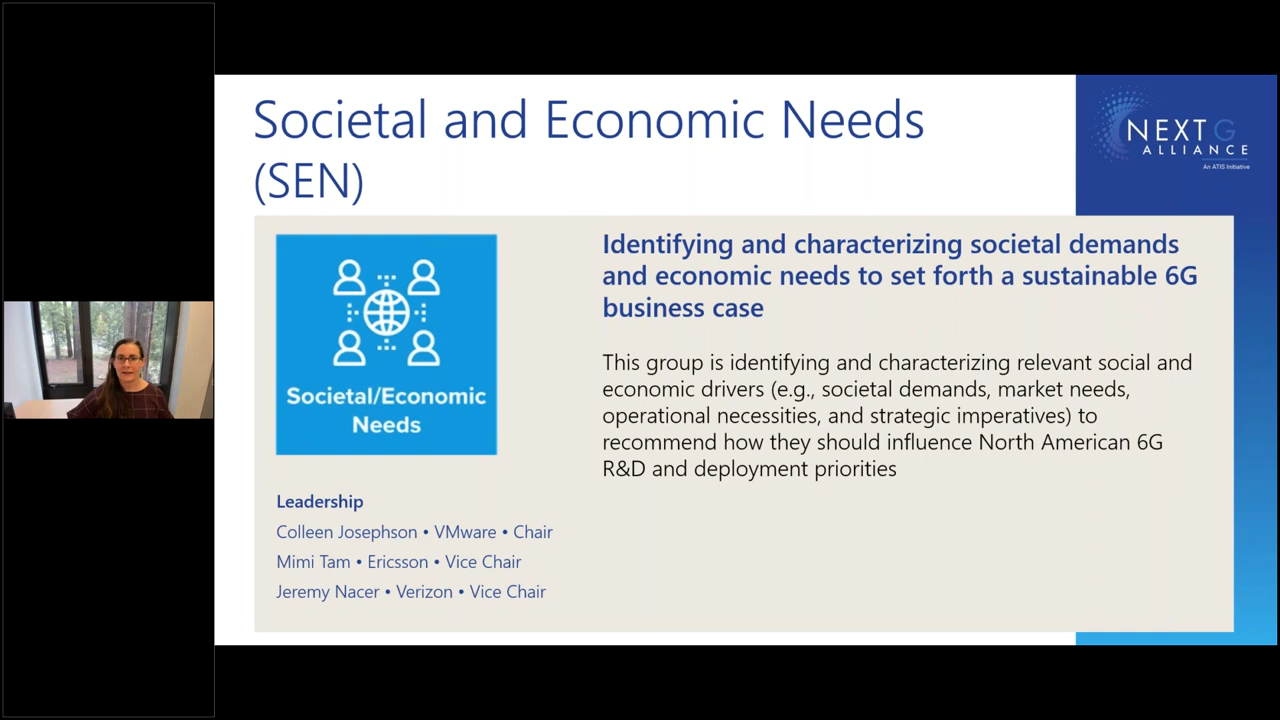 Societal and Economic Needs
(SEN)
NEXTG
ALLIANCE
An ATIS Initiative
Societal/Economic
Needs
Leadership
Colleen Josephson • VMware • Chair
Mimi Tam • Ericsson • Vice Chair
Jeremy Nacer • Verizon • Vice Chair
Identifying and characterizing societal demands
and economic needs to set forth a sustainable 6G
business case
This group is identifying and characterizing relevant social and
economic drivers (e.g., societal demands, market needs,
operational necessities, and strategic imperatives) to
recommend how they should influence North American 6G
R&D and deployment priorities